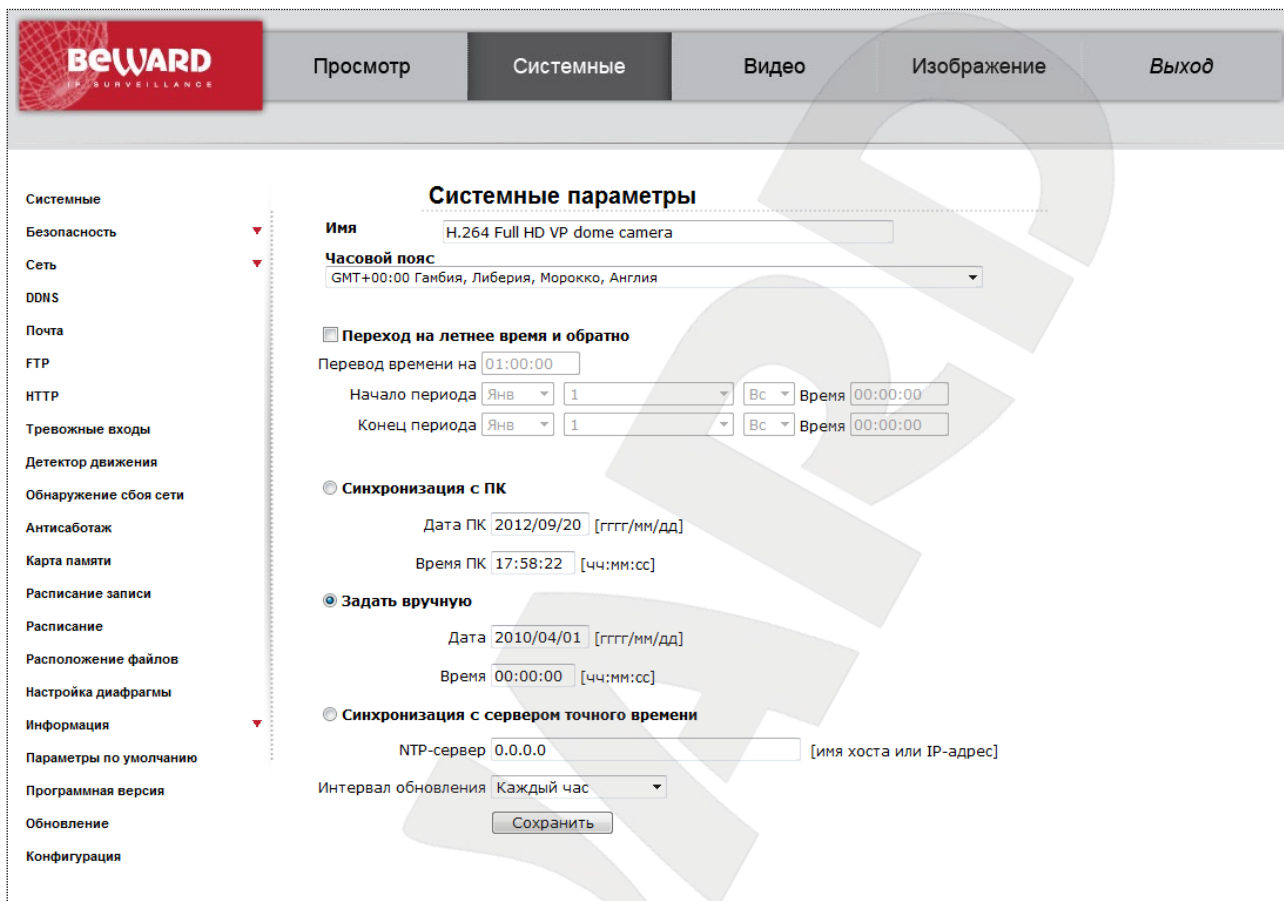 BEWARD
IP SURVEILLANCE
Просмотр
Системные
Видео
Изображение
Выход
Системные
Безопасность
Сеть
DDNS
Почта
FTP
HTTP
Тревожные входы
Детектор движения
Обнаружение сбоя сети
Антисаботаж
Карта памяти
Расписание записи
Расписание
Расположение файлов
Настройка диафрагмы
Информация
Параметры по умолчанию
Программная версия
Обновление
Конфигурация
Системные параметры
Имя H.264 Full HD VP dome camera
Часовой пояс
GMT+00:00 Гамбия, Либерия, Морокко, Англия
Переход на летнее время и обратно
Перевод времени на 01:00:00
Начало периода Янв 1 Вс Время 00:00:00
Конец периода Янв 1 Вс Время 00:00:00
Синхронизация с ПК
Дата ПК 2012/09/20 [гггг/мм/дд]
Время ПК 17:58:22 [чч:мм:сс]
Задать вручную
Дата 2010/04/01 [гггг/мм/дд]
Время 00:00:00 [чч:мм:сс]
Синхронизация с сервером точного времени
NTP-сервер 0.0.0.0 [имя хоста или IP-адрес]
Интервал обновления Каждый час
Сохранить